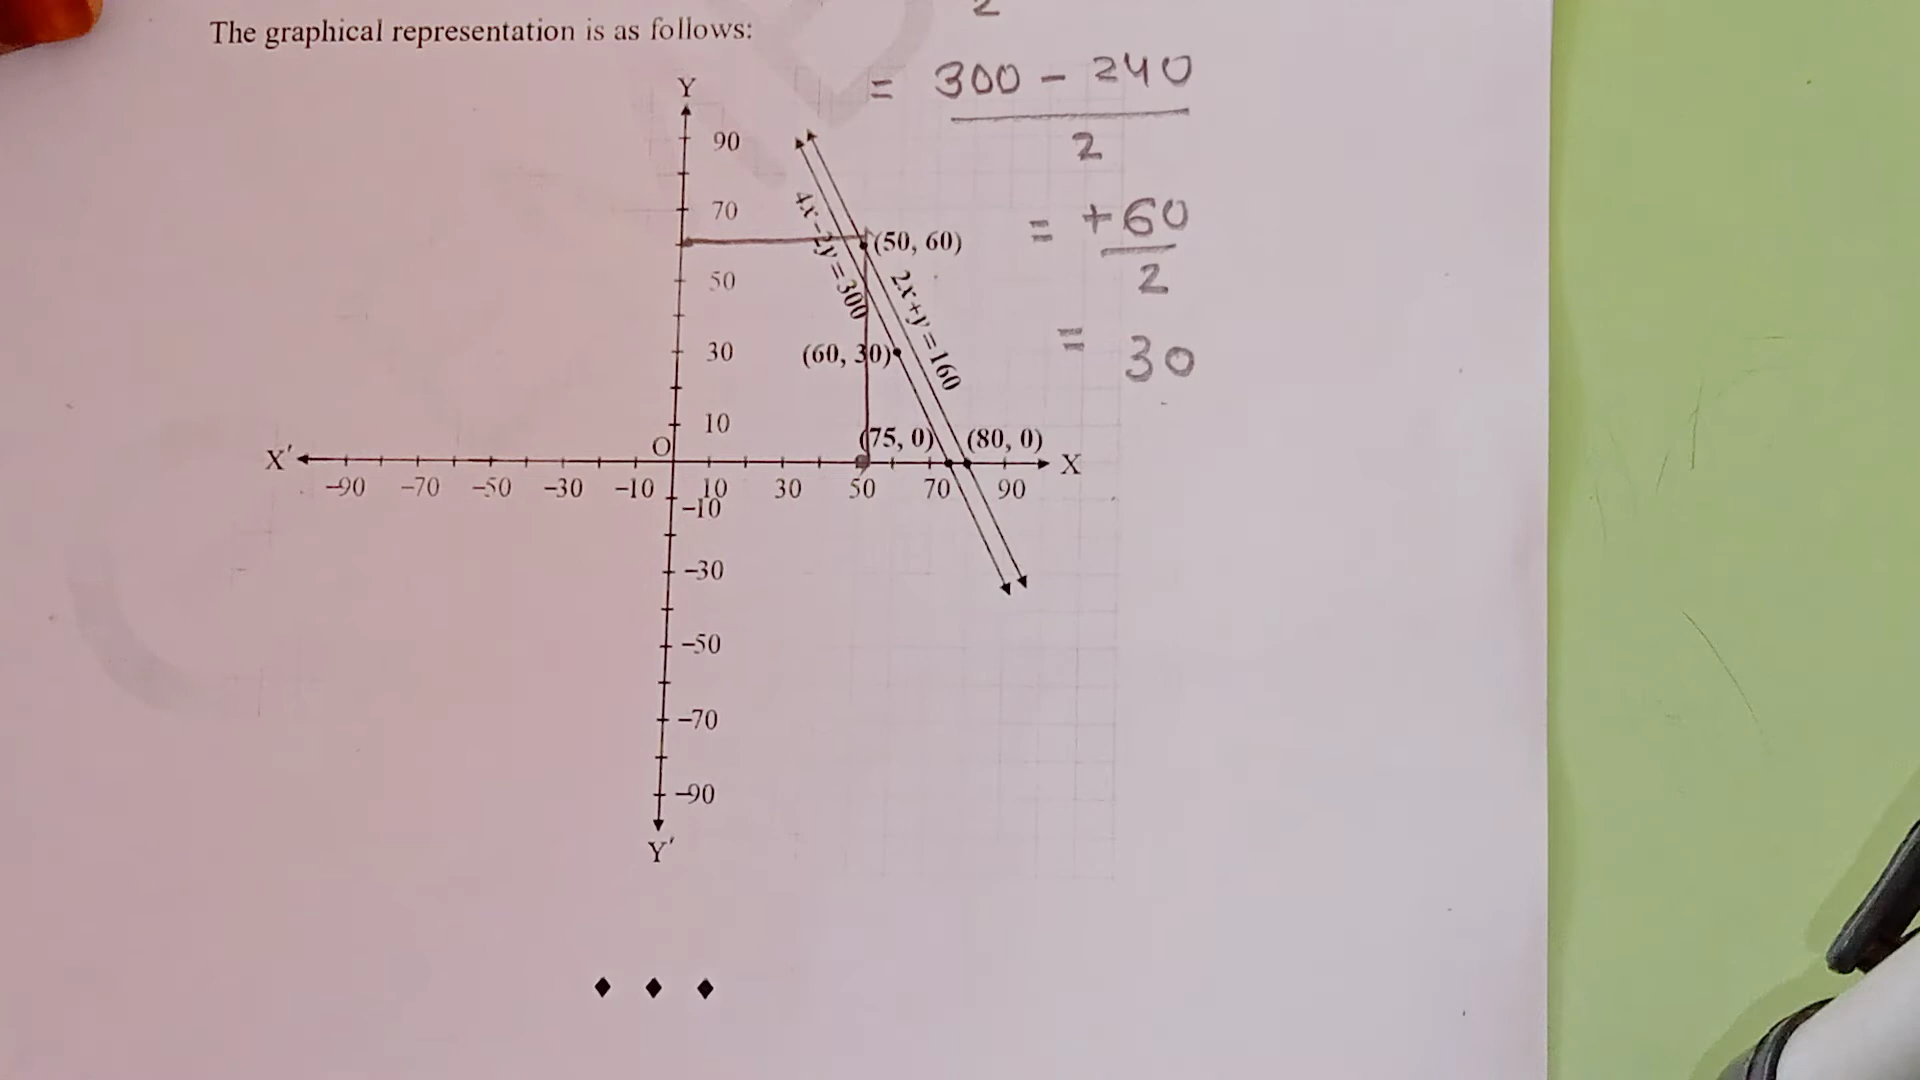 The graphical representation is as follows:
2
= 300 - 240
2
= +60
2
= 30
Y
90
70
50
30
10
4x–2y=300
2x+y=160
(50, 60)
(60, 30)
(75, 0)
(80, 0)
O
X′
X
–90 –70 –50 –30 –10 10 30 50 70 90
–10
–30
–50
–70
–90
Y′